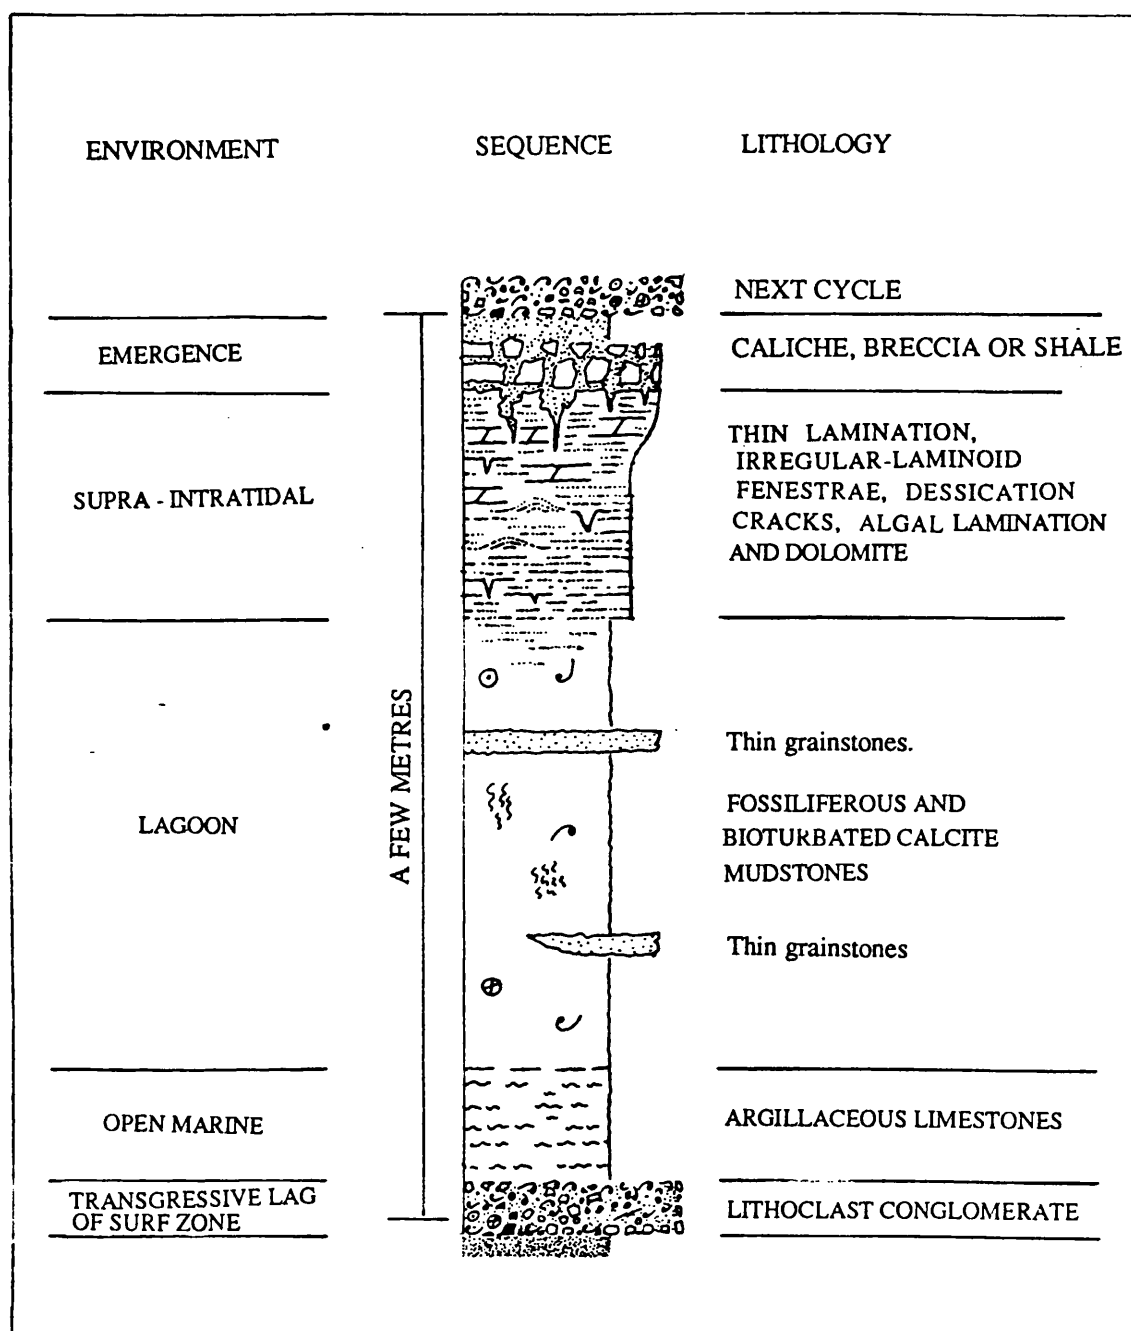 ENVIRONMENT SEQUENCE LITHOLOGY
NEXT CYCLE
EMERGENCE
CALICHE, BRECCIA OR SHALE
SUPRA - INTRATIDAL
THIN LAMINATION,
IRREGULAR-LAMINOID
FENESTRAE, DESSICATION
CRACKS, ALGAL LAMINATION
AND DOLOMITE
A FEW METRES
LAGOON
Thin grainstones.
FOSSILIFEROUS AND
BIOTURBATED CALCITE
MUDSTONES
Thin grainstones
OPEN MARINE
ARGILLACEOUS LIMESTONES
TRANSGRESSIVE LAG
OF SURF ZONE
LITHOCLAST CONGLOMERATE